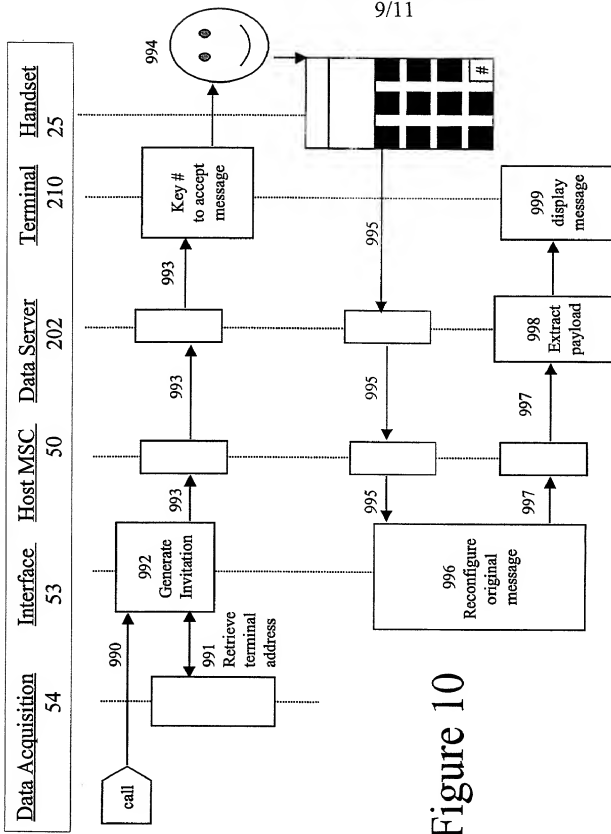 9/11
Data Acquisition
54
Interface
53
Host MSC
50
Data Server
202
Terminal
210
Handset
25
call
990
991
Retrieve
terminal
address
992
Generate
Invitation
993
993
993
Key #
to accept
message
994
#
995
995
995
996
Reconfigure
original
message
997
997
998
Extract
payload
999
display
message
Figure 10